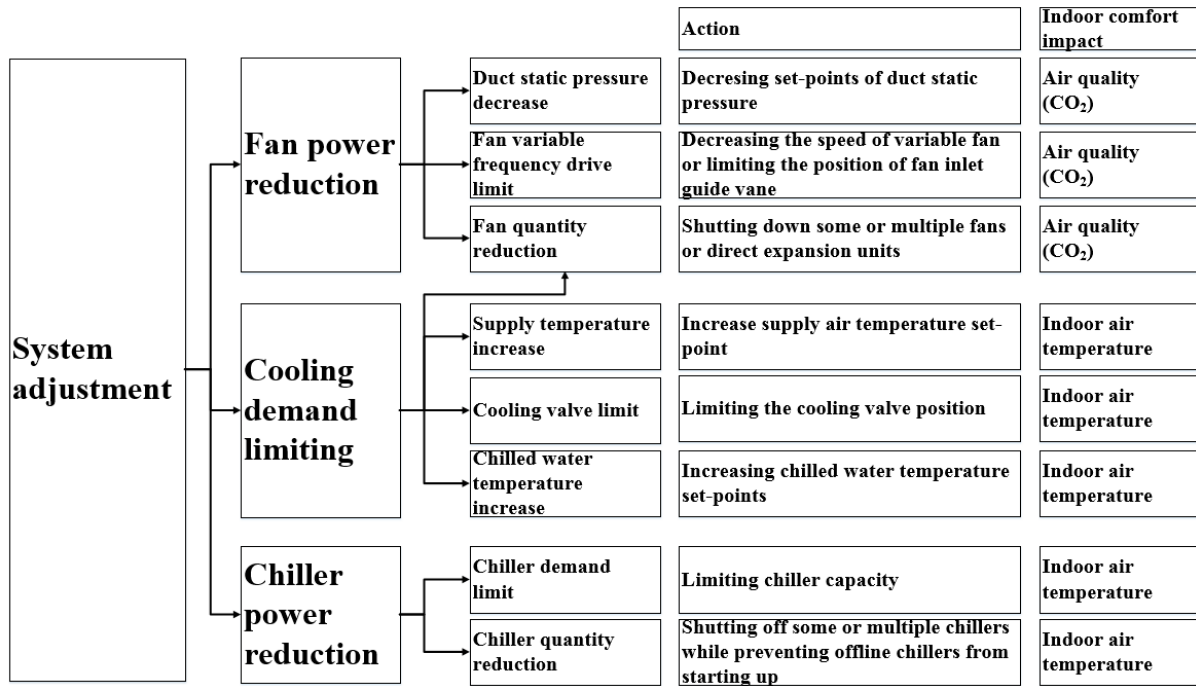 Action
Indoor comfort
impact
System
adjustment
Fan power
reduction
Duct static pressure
decrease
Decresing set-points of duct static
pressure
Air quality
(CO₂)
Fan variable
frequency drive
limit
Decreasing the speed of variable fan
or limiting the position of fan inlet
guide vane
Air quality
(CO₂)
Fan quantity
reduction
Shutting down some or multiple fans
or direct expansion units
Air quality
(CO₂)
Cooling
demand
limiting
Supply temperature
increase
Increase supply air temperature set-
point
Indoor air
temperature
Cooling valve limit
Limiting the cooling valve position
Indoor air
temperature
Chilled water
temperature
increase
Increasing chilled water temperature
set-points
Indoor air
temperature
Chiller
power
reduction
Chiller demand
limit
Limiting chiller capacity
Indoor air
temperature
Chiller quantity
reduction
Shutting off some or multiple chillers
while preventing offline chillers from
starting up
Indoor air
temperature